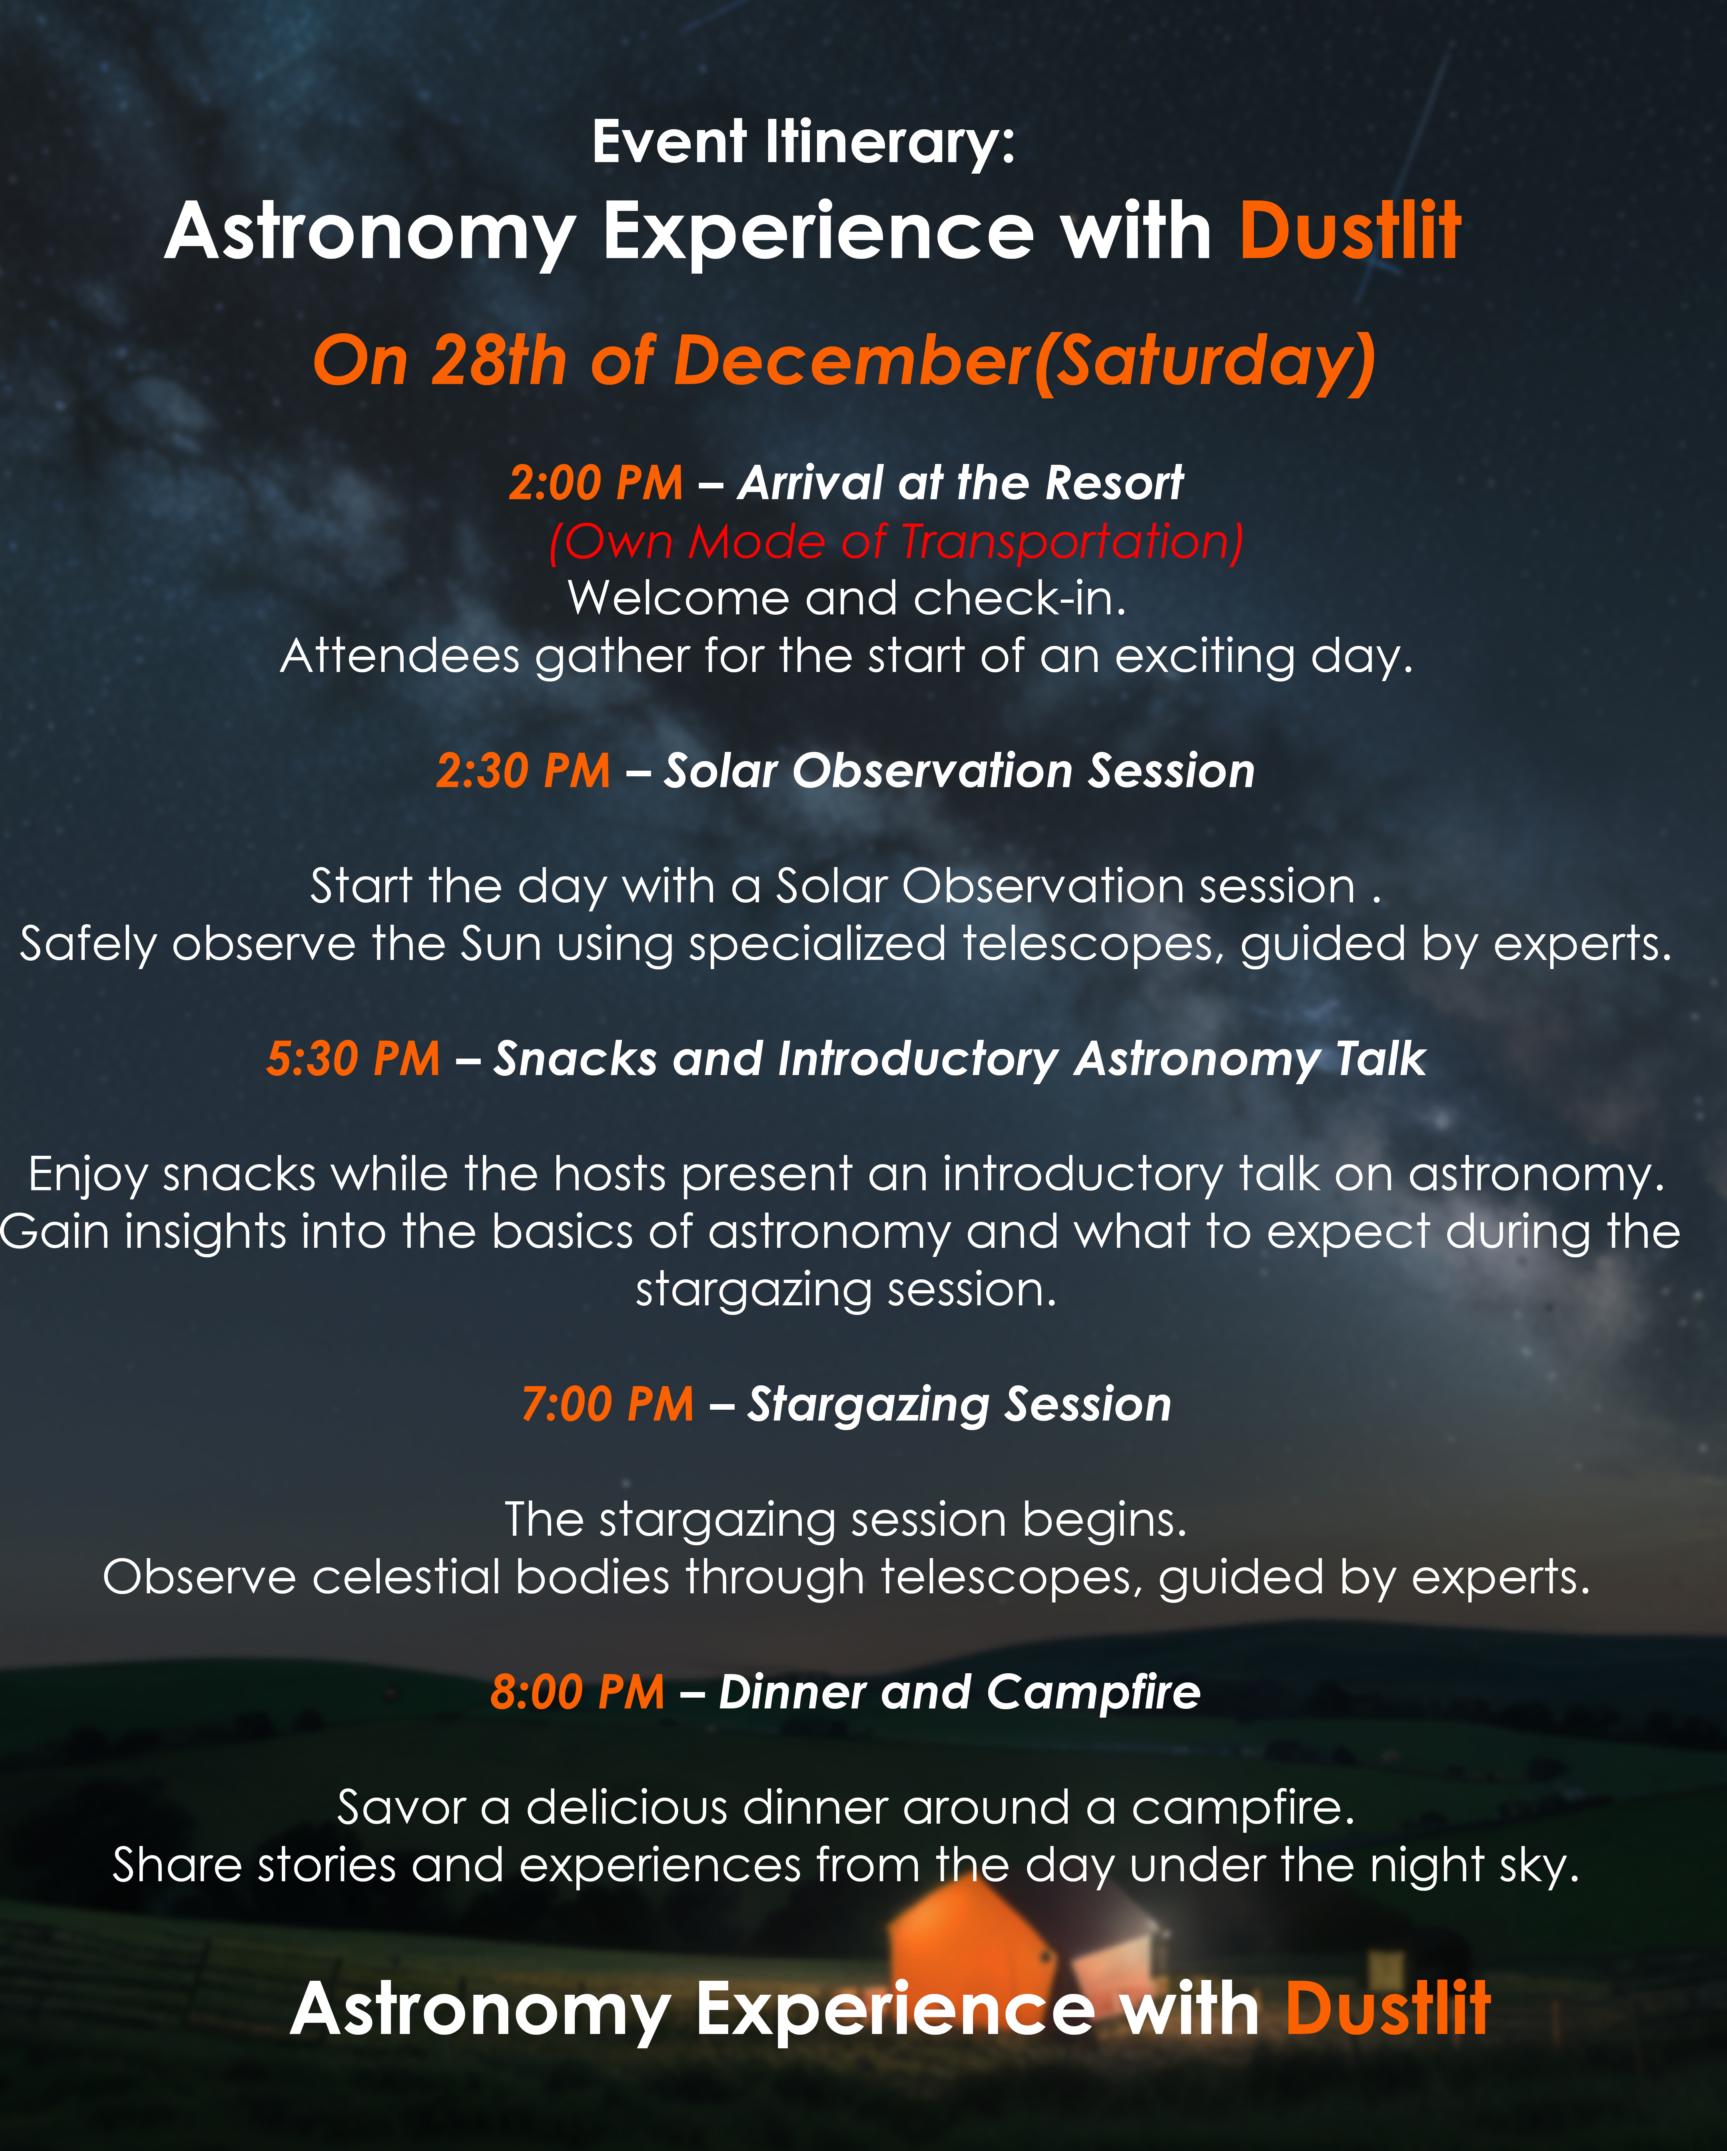 Event Itinerary:
Astronomy Experience with Dustlit
On 28th of December(Saturday)
2:00 PM – Arrival at the Resort
(Own Mode of Transportation)
Welcome and check-in.
Attendees gather for the start of an exciting day.
2:30 PM – Solar Observation Session
Start the day with a Solar Observation session .
Safely observe the Sun using specialized telescopes, guided by experts.
5:30 PM – Snacks and Introductory Astronomy Talk
Enjoy snacks while the hosts present an introductory talk on astronomy.
Gain insights into the basics of astronomy and what to expect during the
stargazing session.
7:00 PM – Stargazing Session
The stargazing session begins.
Observe celestial bodies through telescopes, guided by experts.
8:00 PM – Dinner and Campfire
Savor a delicious dinner around a campfire.
Share stories and experiences from the day under the night sky.
Astronomy Experience with Dustlit